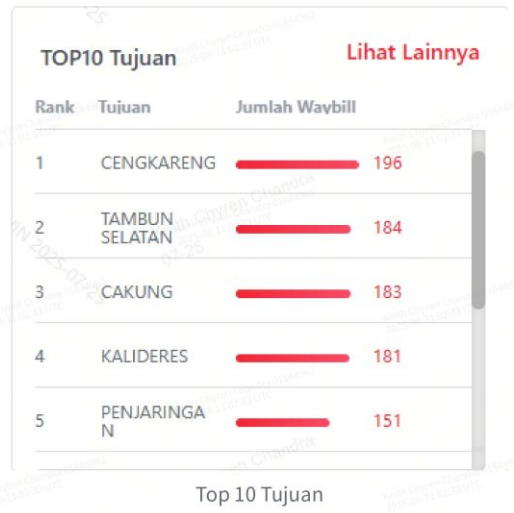 TOP10 Tujuan
Lihat Lainnya
Rank Tujuan Jumlah Waybill
1 CENGKARENG 196
2 TAMBUN
SELATAN 184
3 CAKUNG 183
4 KALIDERES 181
5 PENJARINGA
N 151
Top 10 Tujuan